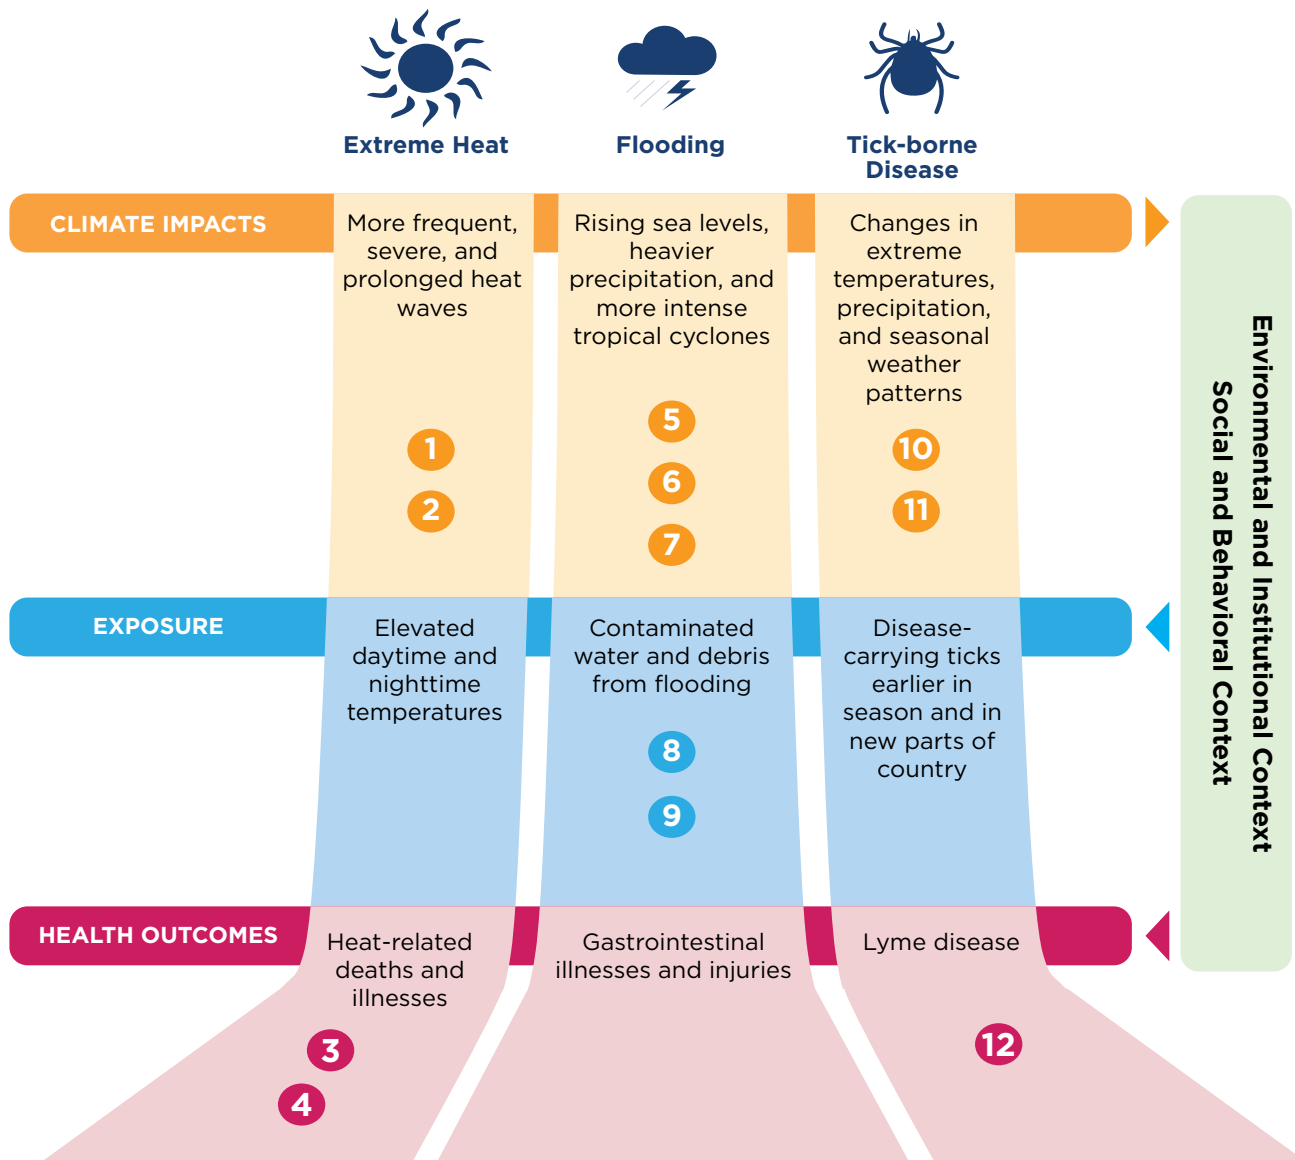 Extreme Heat
Flooding
Tick-borne
Disease
CLIMATE IMPACTS
More frequent,
severe, and
prolonged heat
waves
1
2
Rising sea levels,
heavier
precipitation, and
more intense
tropical cyclones
5
6
7
Changes in
extreme
temperatures,
precipitation,
and seasonal
weather
patterns
10
11
EXPOSURE
Elevated
daytime and
nighttime
temperatures
Contaminated
water and debris
from flooding
8
9
Disease-
carrying ticks
earlier in
season and in
new parts of
country
HEALTH OUTCOMES
Heat-related
deaths and
illnesses
3
4
Gastrointestinal
illnesses and injuries
Lyme disease
12
Environmental and Institutional Context
Social and Behavioral Context